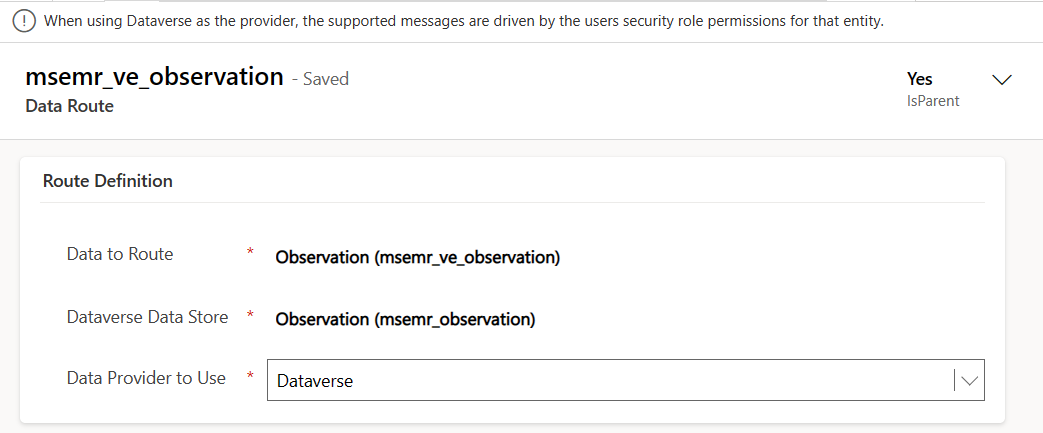 When using Dataverse as the provider, the supported messages are driven by the users security role permissions for that entity.
msemr_ve_observation - Saved
Data Route
Yes
IsParent
Route Definition
Data to Route * Observation (msemr_ve_observation)
Dataverse Data Store * Observation (msemr_observation)
Data Provider to Use * Dataverse